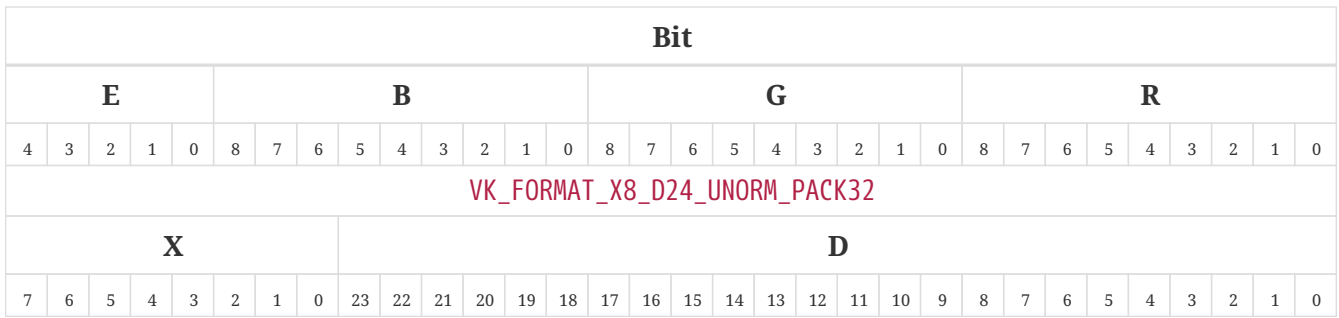 Bit
E B G R
4 3 2 1 0 8 7 6 5 4 3 2 1 0 8 7 6 5 4 3 2 1 0 8 7 6 5 4 3 2 1 0
VK_FORMAT_X8_D24_UNORM_PACK32
X D
7 6 5 4 3 2 1 0 23 22 21 20 19 18 17 16 15 14 13 12 11 10 9 8 7 6 5 4 3 2 1 0